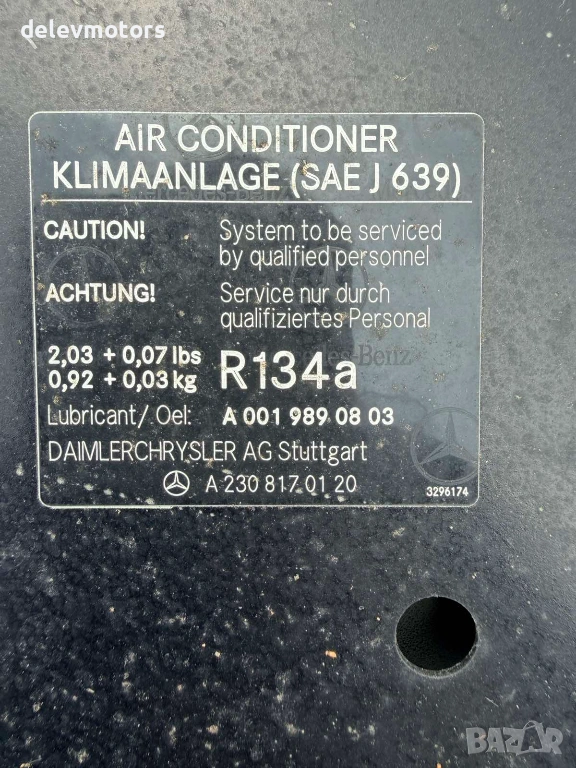 delevmotors
AIR CONDITIONER
KLIMAANLAGE (SAE J 639)
CAUTION! System to be serviced
by qualified personnel
ACHTUNG! Service nur durch
qualifiziertes Personal
2,03 + 0,07 lbs
0,92 + 0,03 kg R134a
Lubricant/Oel: A 001 989 08 03
DAIMLERCHRYSLER AG Stuttgart
A 230 817 01 20
3296174
BAZAR